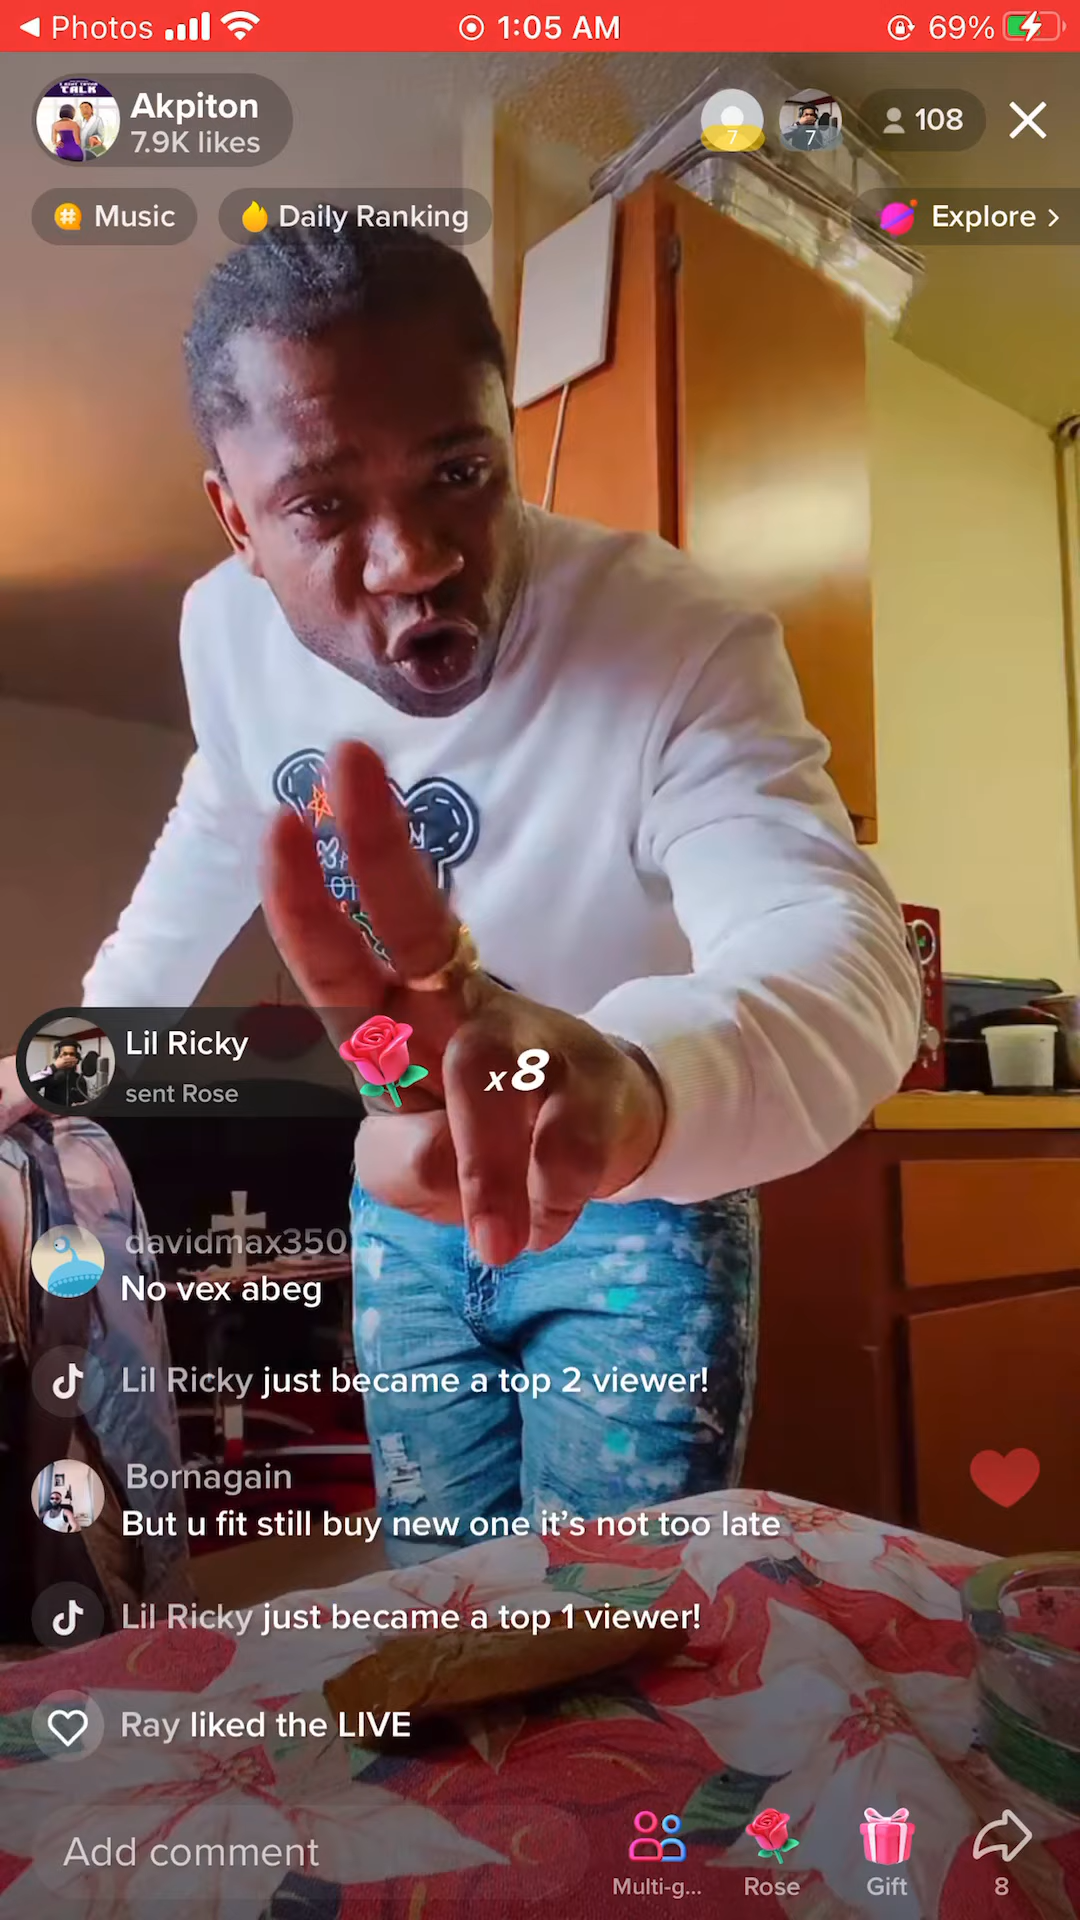 Photos
1:05 AM
69%
TALK
Akpiton
7.9K likes
7
7
108
Music
Daily Ranking
Explore >
Lil Ricky
sent Rose
x8
davidmax350
No vex abeg
Lil Ricky just became a top 2 viewer!
Bornagain
But u fit still buy new one it’s not too late
Lil Ricky just became a top 1 viewer!
Ray liked the LIVE
Add comment
Multi-g...
Rose
Gift
8